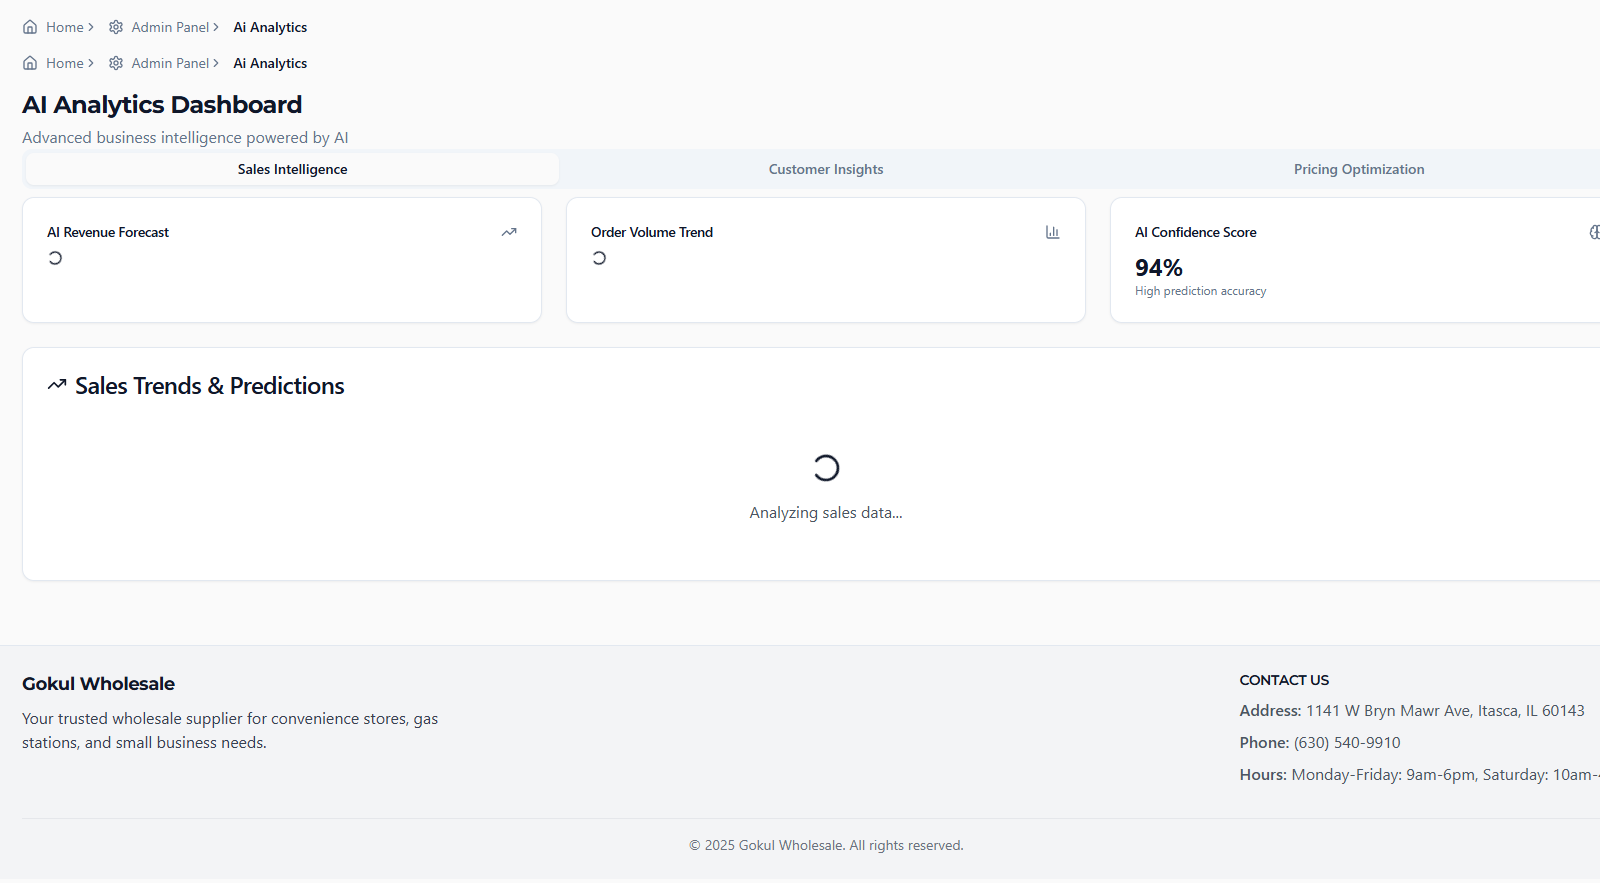 Home > Admin Panel > Ai Analytics
Home > Admin Panel > Ai Analytics
AI Analytics Dashboard
Advanced business intelligence powered by AI
Sales Intelligence
Customer Insights
Pricing Optimization
AI Revenue Forecast
Order Volume Trend
AI Confidence Score
94%
High prediction accuracy
Sales Trends & Predictions
Analyzing sales data...
Gokul Wholesale
Your trusted wholesale supplier for convenience stores, gas
stations, and small business needs.
CONTACT US
Address: 1141 W Bryn Mawr Ave, Itasca, IL 60143
Phone: (630) 540-9910
Hours: Monday-Friday: 9am-6pm, Saturday: 10am-
© 2025 Gokul Wholesale. All rights reserved.